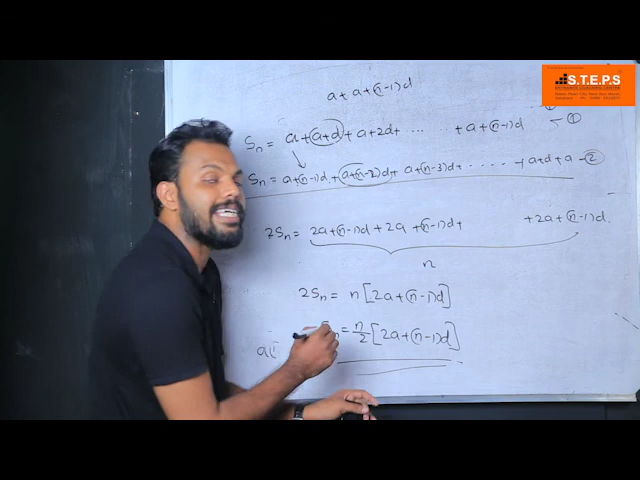 S.T.E.P.S
a + a + (n-1)d
Sn = a + (a+d) + a+2d+ ... ... + a+(n-1)d - ①
Sn = a+(n-1)d + (a+(n-2)d + a+(n-3)d+ ..... + a+d + a - ②
2Sn = 2a+(n-1)d + 2a +(n-1)d+ +2a + (n-1)d.
n
2Sn = n [2a+(n-1)d]
n = n/2 [2a+(n-1)d]